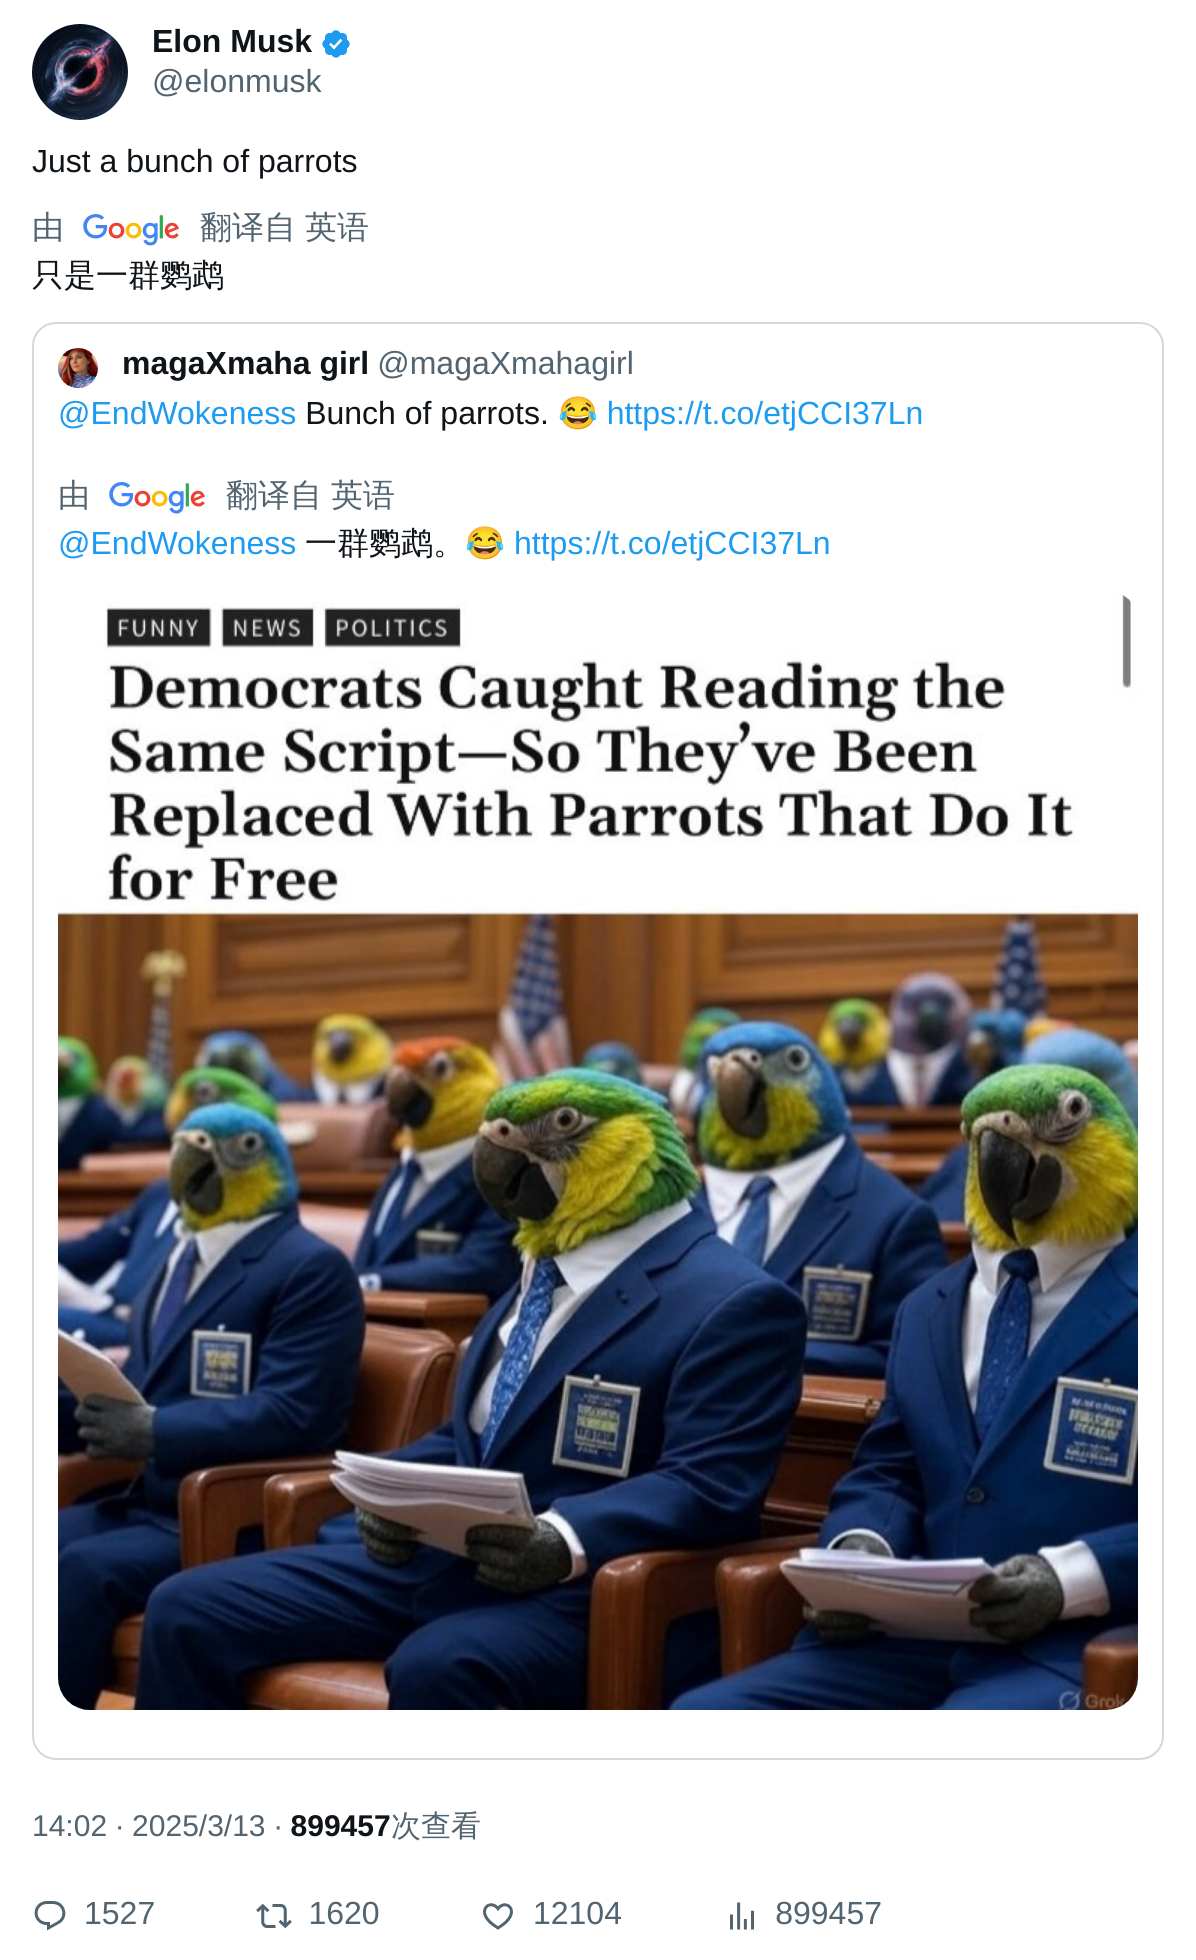 Elon Musk
@elonmusk
Just a bunch of parrots
由 Google 翻译自 英语
只是一群鹦鹉
magaXmaha girl @magaXmahagirl
@EndWokeness Bunch of parrots. 😂 https://t.co/etjCCI37Ln
由 Google 翻译自 英语
@EndWokeness 一群鹦鹉。😂 https://t.co/etjCCI37Ln
FUNNY NEWS POLITICS
Democrats Caught Reading the
Same Script—So They’ve Been
Replaced With Parrots That Do It
for Free
Grok
14:02 · 2025/3/13 · 899457次查看
1527 1620 12104 899457